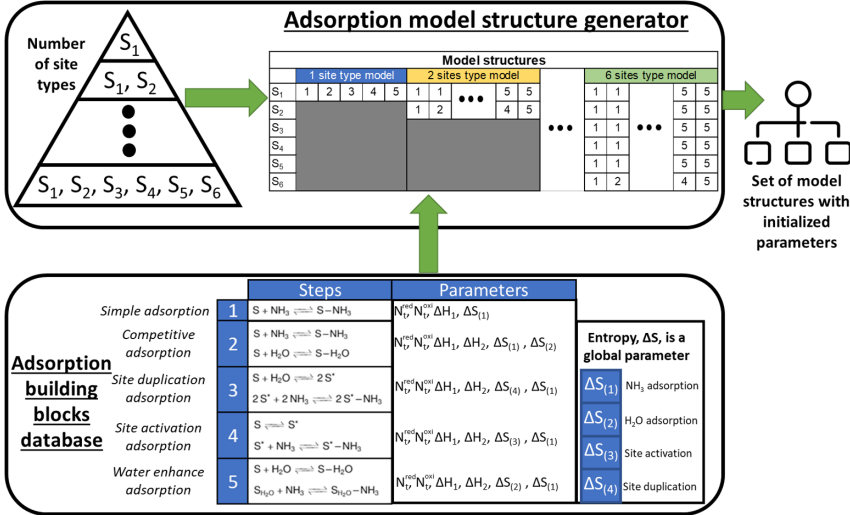 Adsorption model structure generator
Number
of site
types
S₁
S₁, S₂
S₁, S₂, S₃, S₄, S₅, S₆
Model structures
1 site type model 2 sites type model 6 sites type model
S₁ 1 2 3 4 5 1 1 ••• 5 5 1 1 5 5
S₂ 1 2 4 5 1 1 5 5
S₃ ••• 1 1 ••• 5 5
S₄ 1 1 5 5
S₅ 1 1 5 5
S₆ 1 2 4 5
Set of model
structures with
initialized
parameters
Adsorption
building
blocks
database
Steps Parameters
Simple adsorption 1 S + NH₃ ⇌ S−NH₃ Nₜʳᵉᵈ, Nₜᵒˣⁱ, ΔH₁, ΔS₍₁₎
Competitive
adsorption
2
S + NH₃ ⇌ S−NH₃
S + H₂O ⇌ S−H₂O
Nₜʳᵉᵈ, Nₜᵒˣⁱ, ΔH₁, ΔH₂, ΔS₍₁₎ , ΔS₍₂₎
Site duplication
adsorption
3
S + H₂O ⇌ 2S*
2S* + 2NH₃ ⇌ 2S*−NH₃
Nₜʳᵉᵈ, Nₜᵒˣⁱ, ΔH₁, ΔH₂, ΔS₍₄₎ , ΔS₍₁₎
Site activation
adsorption
4
S ⇌ S*
S* + NH₃ ⇌ S*−NH₃
Nₜʳᵉᵈ, Nₜᵒˣⁱ, ΔH₁, ΔH₂, ΔS₍₃₎ , ΔS₍₁₎
Water enhance
adsorption
5
S + H₂O ⇌ S−H₂O
S_H₂O + NH₃ ⇌ S_H₂O−NH₃
Nₜʳᵉᵈ, Nₜᵒˣⁱ, ΔH₁, ΔH₂, ΔS₍₂₎ , ΔS₍₁₎
Entropy, ΔS, is a
global parameter
ΔS₍₁₎ NH₃ adsorption
ΔS₍₂₎ H₂O adsorption
ΔS₍₃₎ Site activation
ΔS₍₄₎ Site duplication